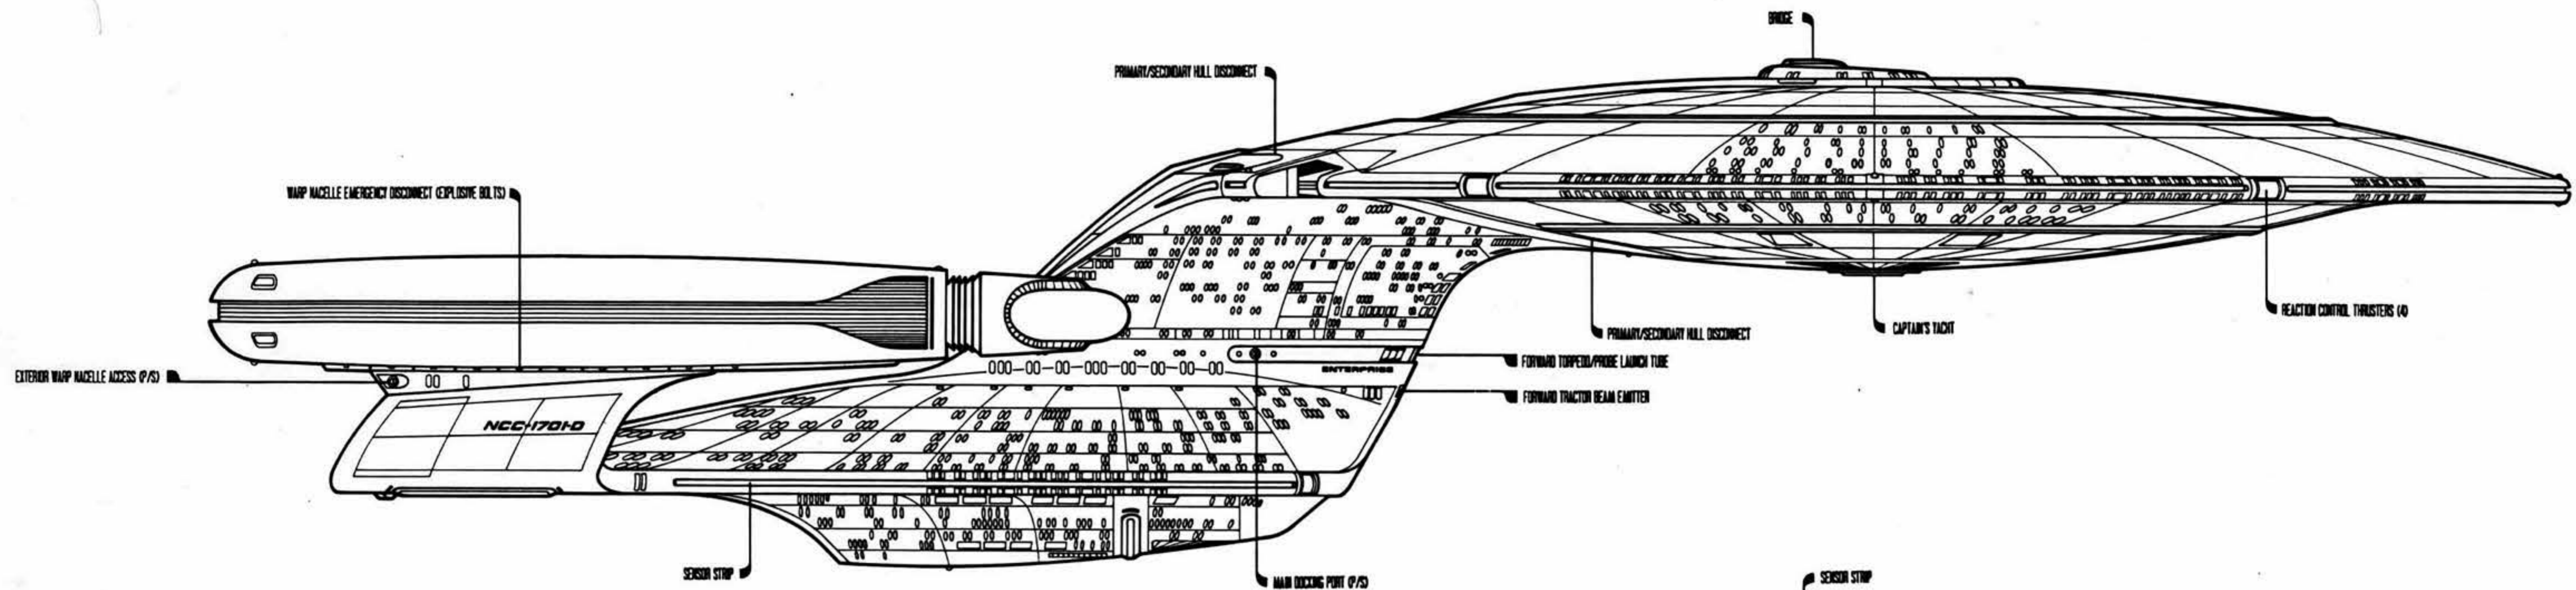 BRIDGE
PRIMARY/SECONDARY HULL DISCONNECT
WARP NACELLE EMERGENCY DISCONNECT (EXPLOSIVE BOLTS)
REACTION CONTROL THRUSTERS (4)
CAPTAIN'S YACHT
PRIMARY/SECONDARY HULL DISCONNECT
FORWARD TORPEDO/PROBE LAUNCH TUBE
ENTERPRISE
EXTERIOR WARP NACELLE ACCESS (P/S)
FORWARD TRACTOR BEAM EMITTER
NCC-1701-D
SENSOR STRIP
MAIN DOCKING PORT (P/S)
SENSOR STRIP